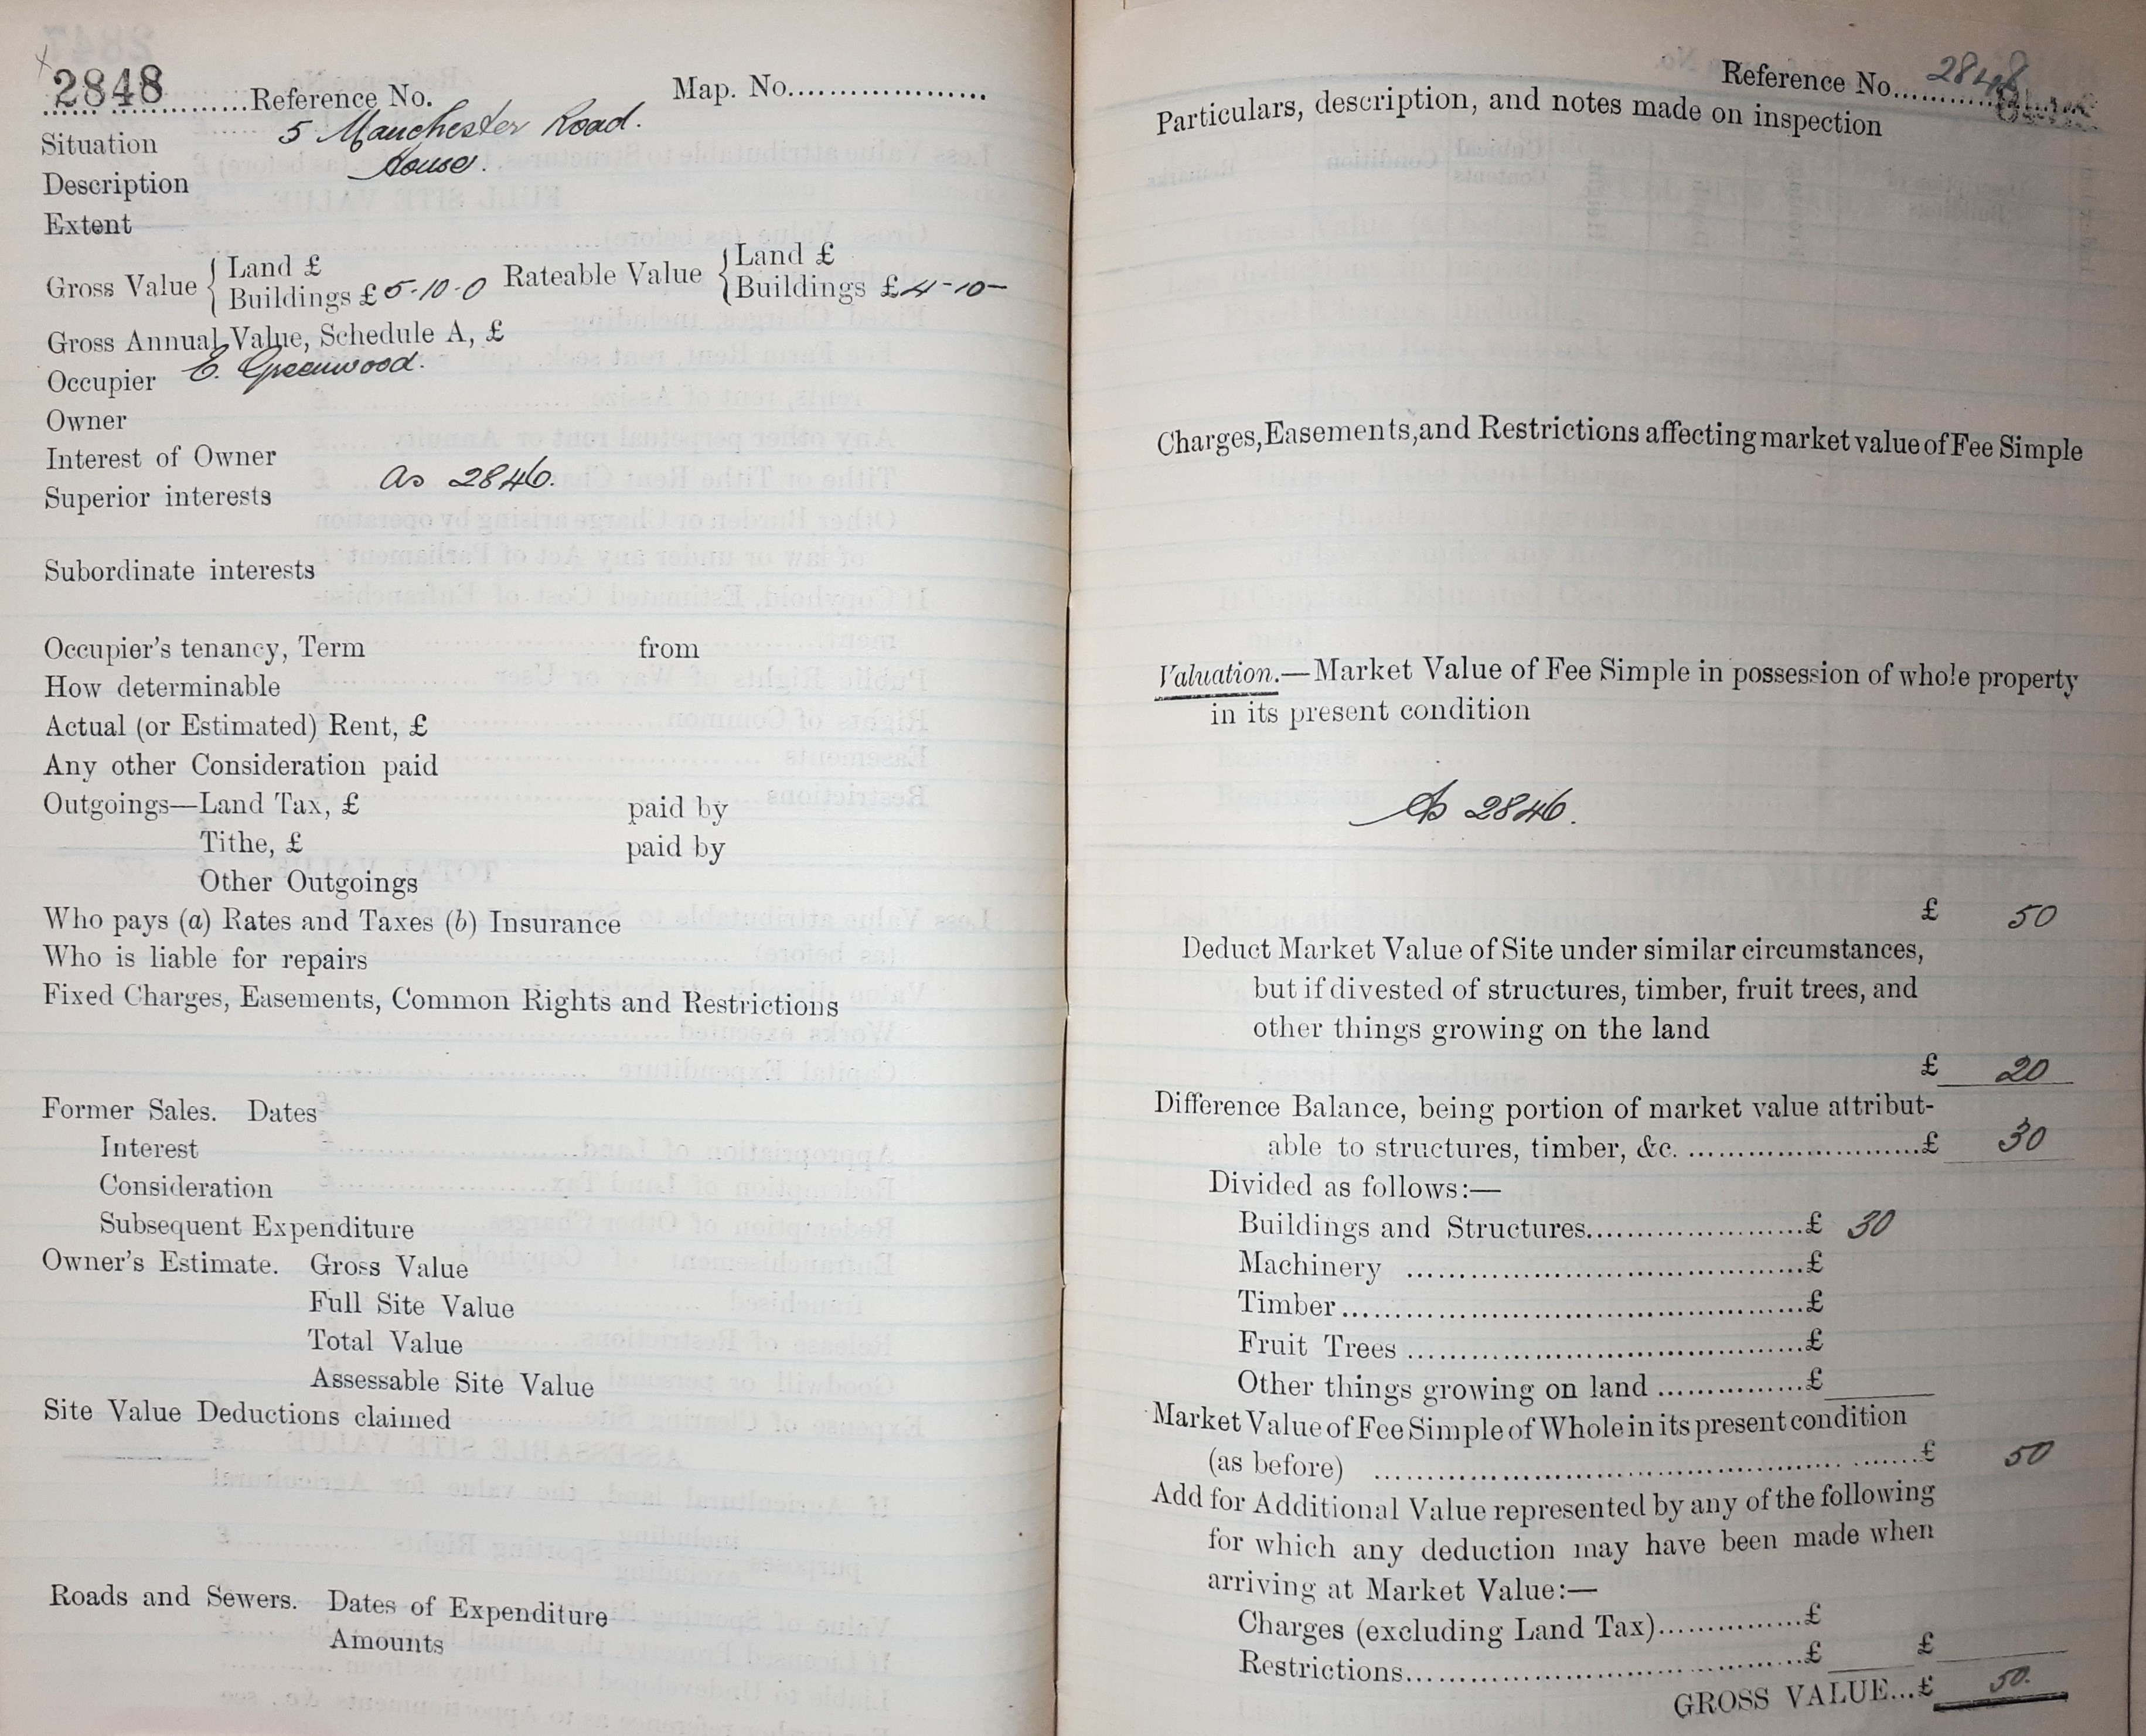 2848 Reference No. Map. No.
Situation 5 Manchester Road.
Description House.
Extent
Gross Value { Land £
Buildings £ 5-10-0 Rateable Value { Land £
Buildings £ 4-10-
Gross Annual Value, Schedule A, £
Occupier E. Greenwood.
Owner
Interest of Owner
Superior interests as 2846.
Subordinate interests
Occupier's tenancy, Term from
How determinable
Actual (or Estimated) Rent, £
Any other Consideration paid
Outgoings—Land Tax, £ paid by
Tithe, £ paid by
Other Outgoings
Who pays (a) Rates and Taxes (b) Insurance
Who is liable for repairs
Fixed Charges, Easements, Common Rights and Restrictions
Former Sales. Dates
Interest
Consideration
Subsequent Expenditure
Owner's Estimate. Gross Value
Full Site Value
Total Value
Assessable Site Value
Site Value Deductions claimed
Roads and Sewers. Dates of Expenditure
Amounts
Reference No. 2848
Particulars, description, and notes made on inspection
Charges, Easements, and Restrictions affecting market value of Fee Simple
Valuation.—Market Value of Fee Simple in possession of whole property
in its present condition
As 2846.
£ 50
Deduct Market Value of Site under similar circumstances,
but if divested of structures, timber, fruit trees, and
other things growing on the land
£ 20
Difference Balance, being portion of market value attribut-
able to structures, timber, &c. £ 30
Divided as follows:—
Buildings and Structures £ 30
Machinery £
Timber £
Fruit Trees £
Other things growing on land £
Market Value of Fee Simple of Whole in its present condition
(as before) £ 50
Add for Additional Value represented by any of the following
for which any deduction may have been made when
arriving at Market Value:—
Charges (excluding Land Tax) £
Restrictions £ £
GROSS VALUE...£ 50.